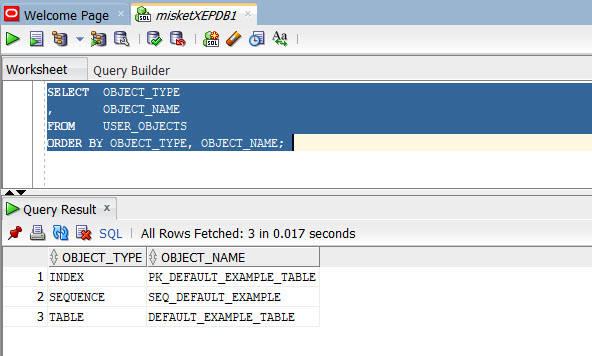 Welcome Page x misketXEPDB1 x
Worksheet Query Builder
SELECT OBJECT_TYPE
, OBJECT_NAME
FROM USER_OBJECTS
ORDER BY OBJECT_TYPE, OBJECT_NAME;
Query Result x
SQL | All Rows Fetched: 3 in 0.017 seconds
OBJECT_TYPE OBJECT_NAME
1 INDEX PK_DEFAULT_EXAMPLE_TABLE
2 SEQUENCE SEQ_DEFAULT_EXAMPLE
3 TABLE DEFAULT_EXAMPLE_TABLE